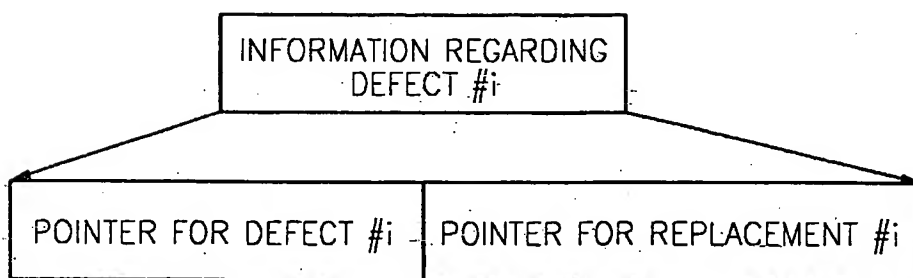 INFORMATION REGARDING
DEFECT #i
POINTER FOR DEFECT #i
POINTER FOR REPLACEMENT #i